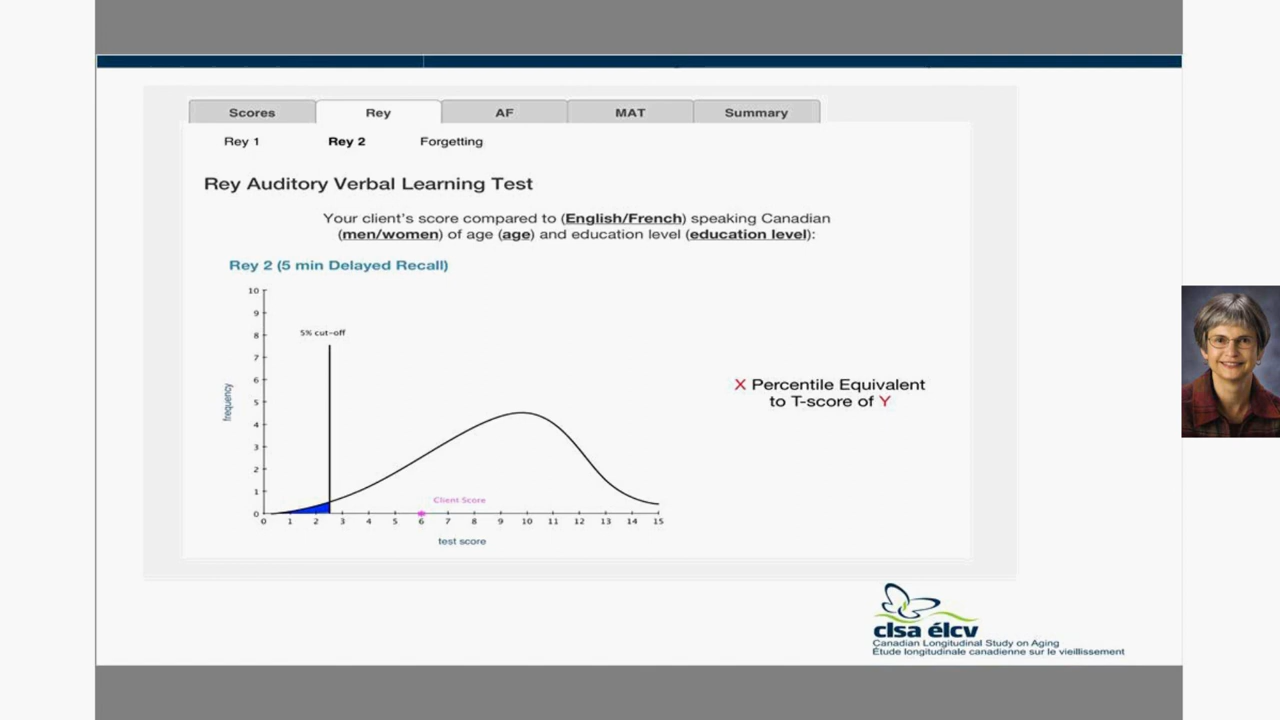 Scores Rey AF MAT Summary
Rey 1 Rey 2 Forgetting
Rey Auditory Verbal Learning Test
Your client's score compared to (English/French) speaking Canadian
(men/women) of age (age) and education level (education level):
Rey 2 (5 min Delayed Recall)
10
9
5% cut-off
8
7
6
5
4
3
2
1
0
frequency
X Percentile Equivalent
to T-score of Y
Client Score
0 1 2 3 4 5 6 7 8 9 10 11 12 13 14 15
test score
clsa élcv
Canadian Longitudinal Study on Aging
Étude longitudinale canadienne sur le vieillissement